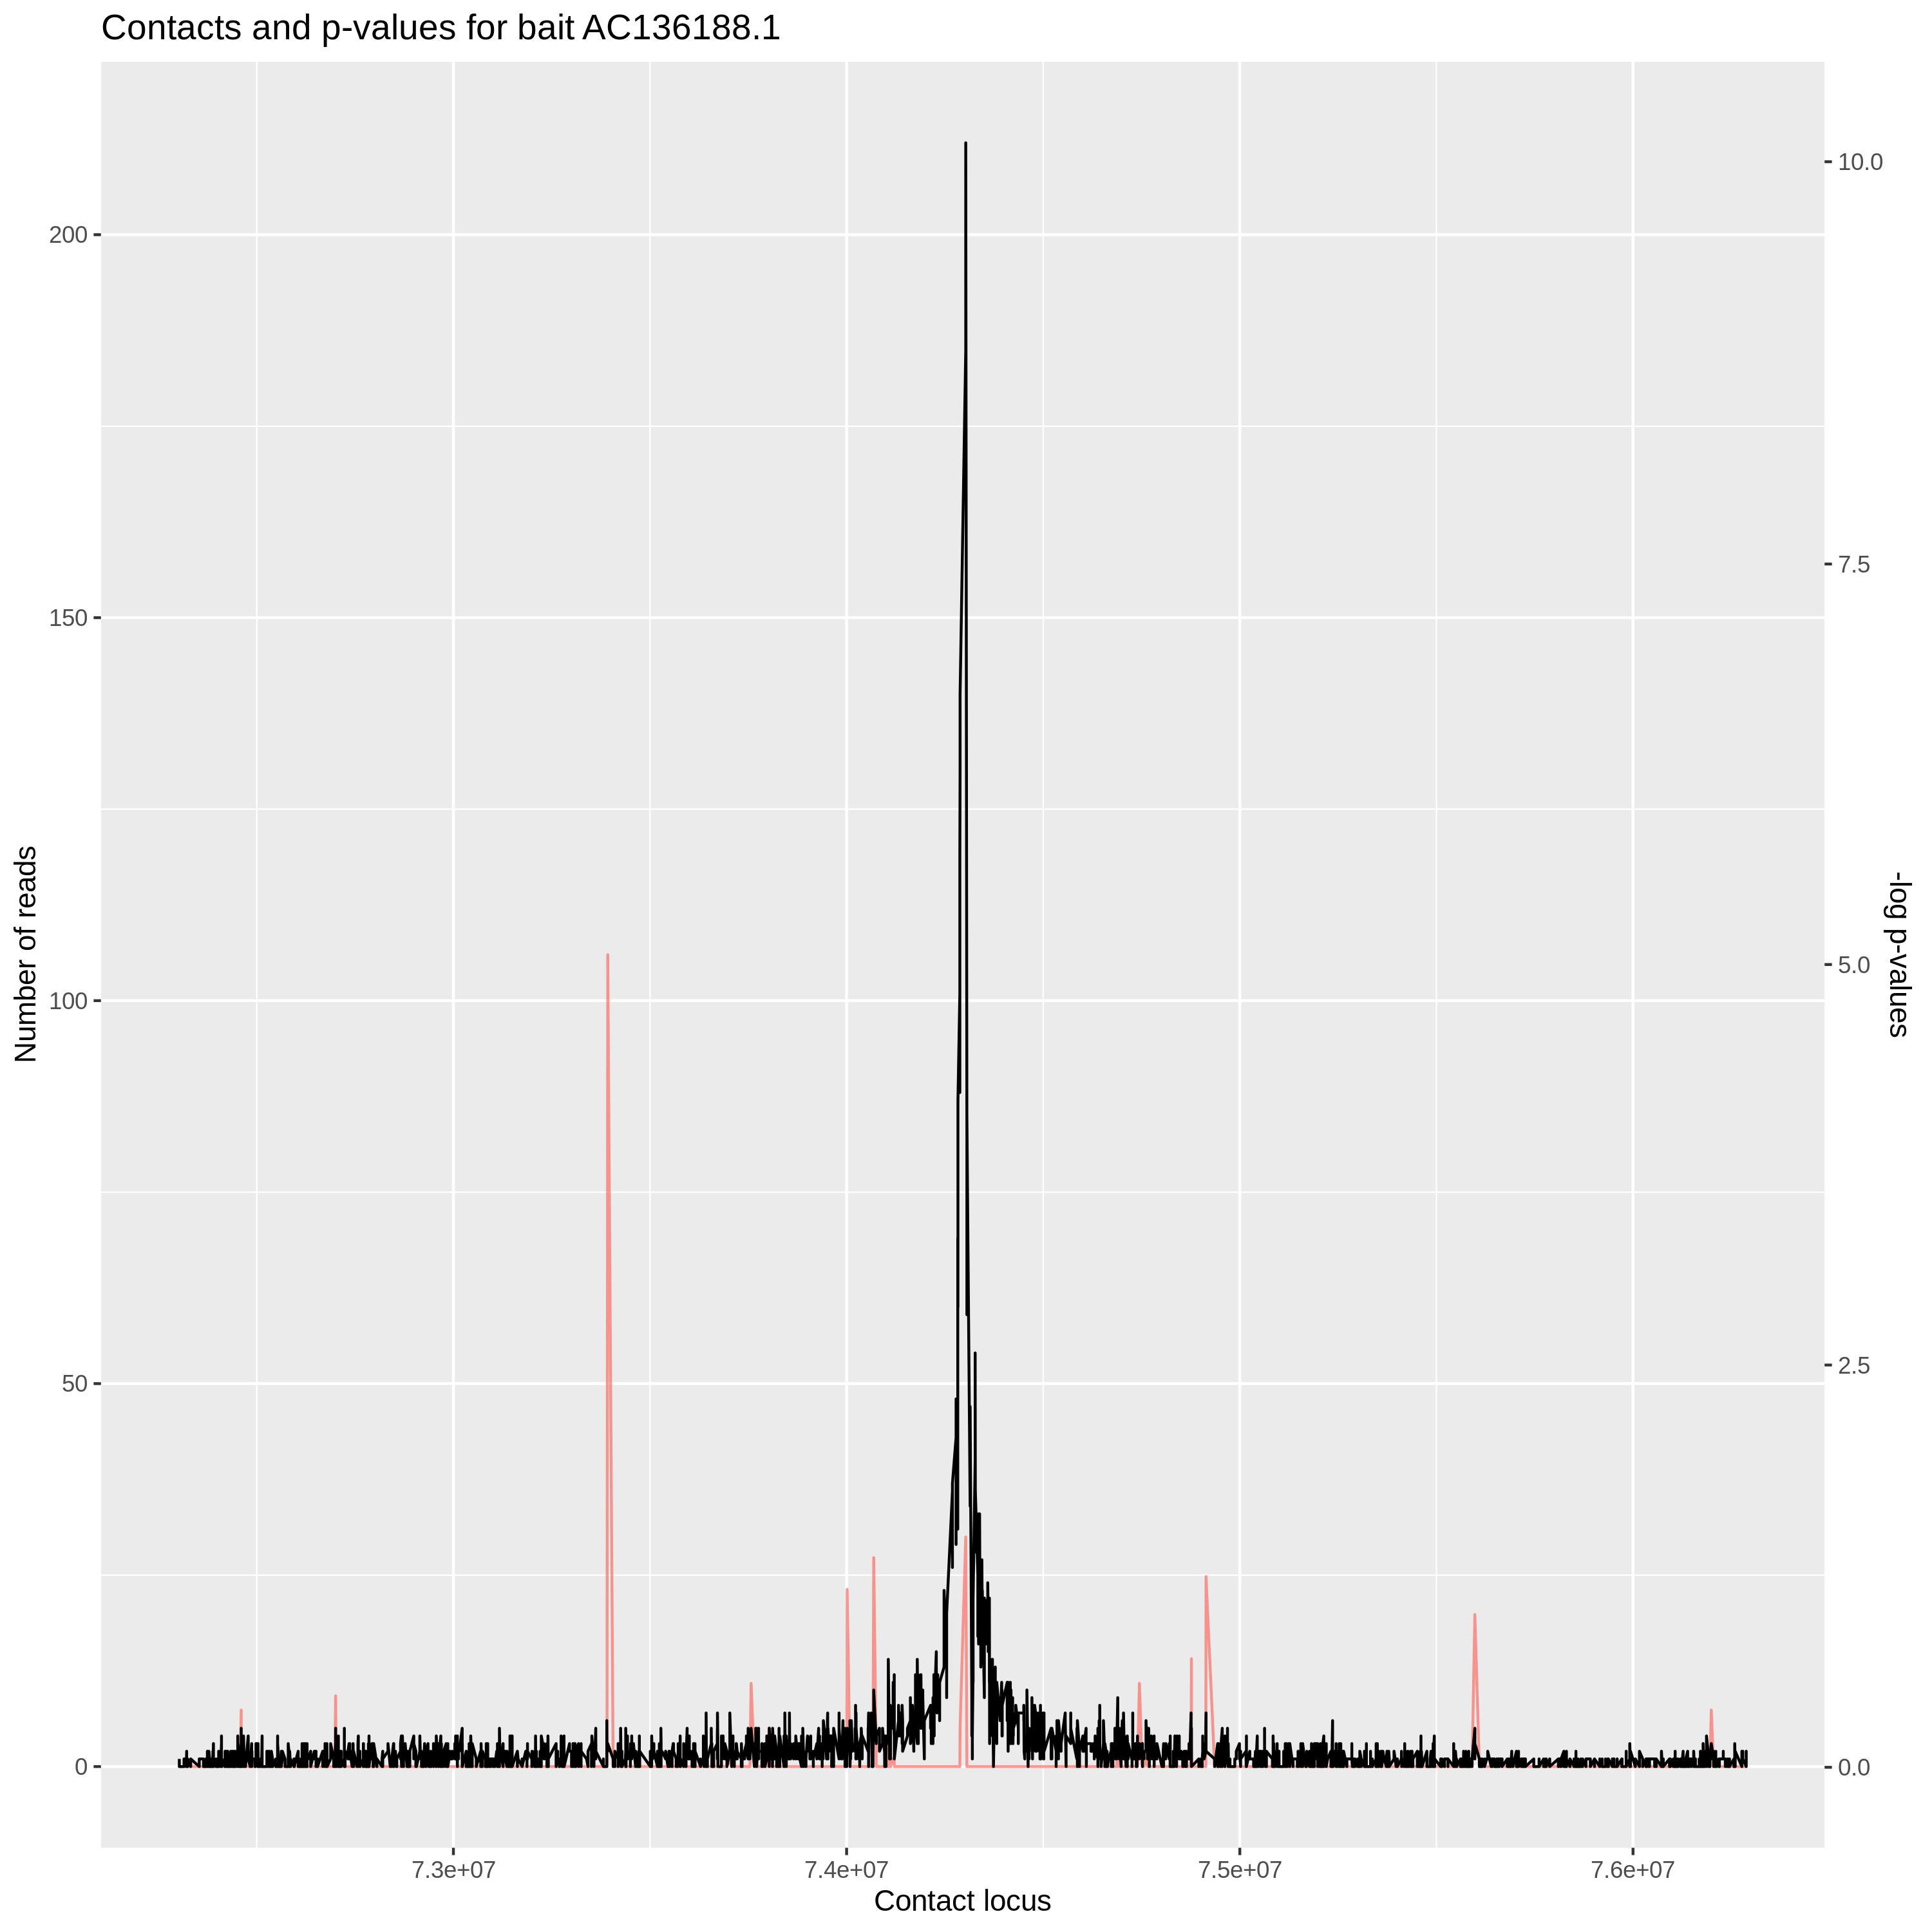 Contacts and p-values for bait AC136188.1
200
150
100
50
0
Number of reads
10.0
7.5
5.0
2.5
0.0
-log p-values
7.3e+07
7.4e+07
7.5e+07
7.6e+07
Contact locus